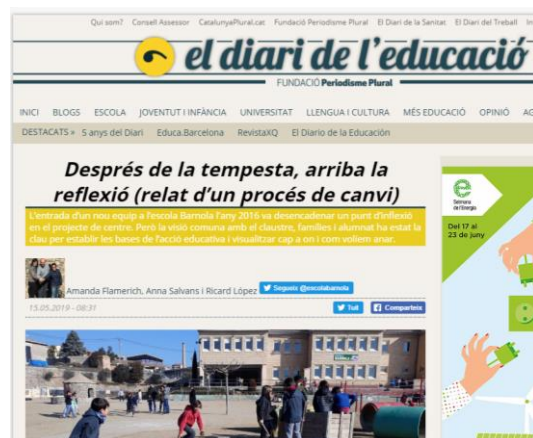 Qui som? Consell Assessor CatalunyaPlural.cat Fundació Periodisme Plural El Diari de la Sanitat El Diari del Treball
el diari de l'educació
FUNDACIÓ Periodisme Plural
INICI BLOGS ESCOLA JOVENTUT I INFÀNCIA UNIVERSITAT LLENGUA I CULTURA MÉS EDUCACIÓ OPINIÓ
DESTACATS » 5 anys del Diari Educa.Barcelona RevistaXQ El Diario de la Educación
Després de la tempesta, arriba la
reflexió (relat d'un procés de canvi)
L'entrada d'un nou equip a l'escola Barnola l'any 2016 va desencadenar un punt d'inflexió
en el projecte de centre. Però la visió comuna amb el claustre, famílies i alumnat ha estat la
clau per establir les bases de l'acció educativa i visualitzar cap a on i com volíem anar.
Amanda Flamerich, Anna Salvans i Ricard López Segueix @escolabarnola
15.05.2019 - 08:31 Tuit Comparteix
Setmana
de l'Energia
Del 17 al
23 de juny